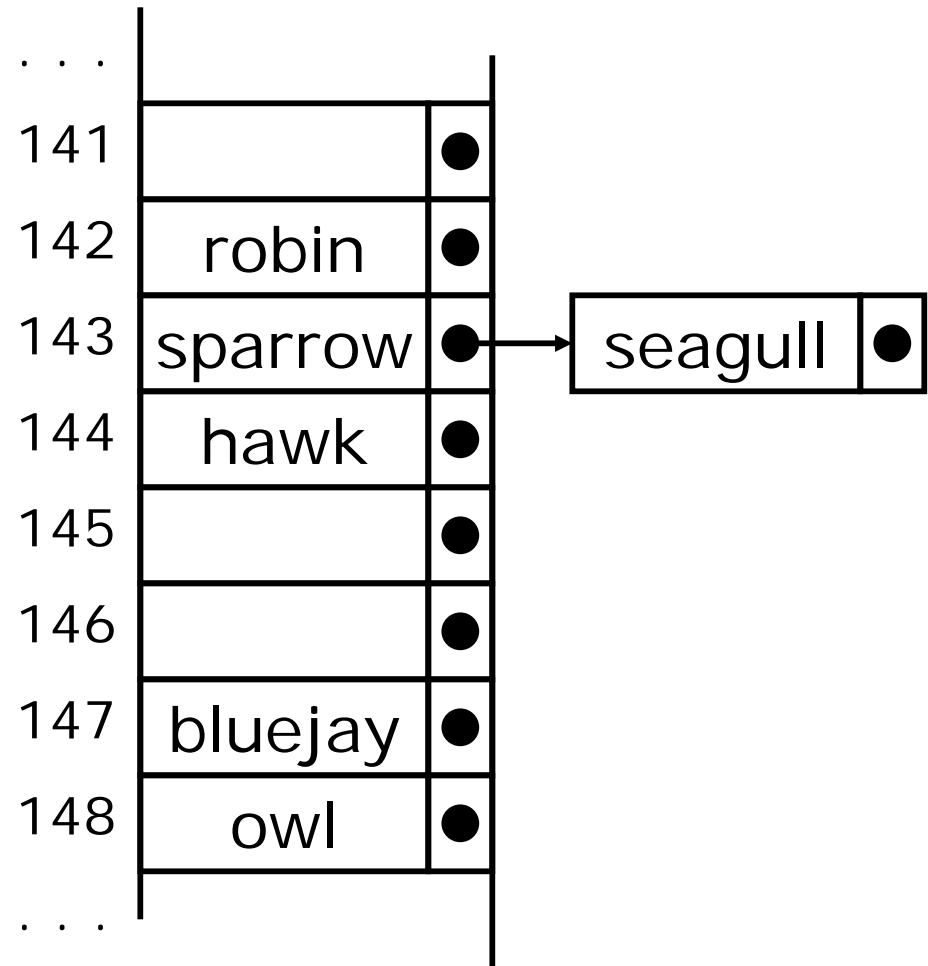 . . .
141
142 robin
143 sparrow seagull
144 hawk
145
146
147 bluejay
148 owl
. . .